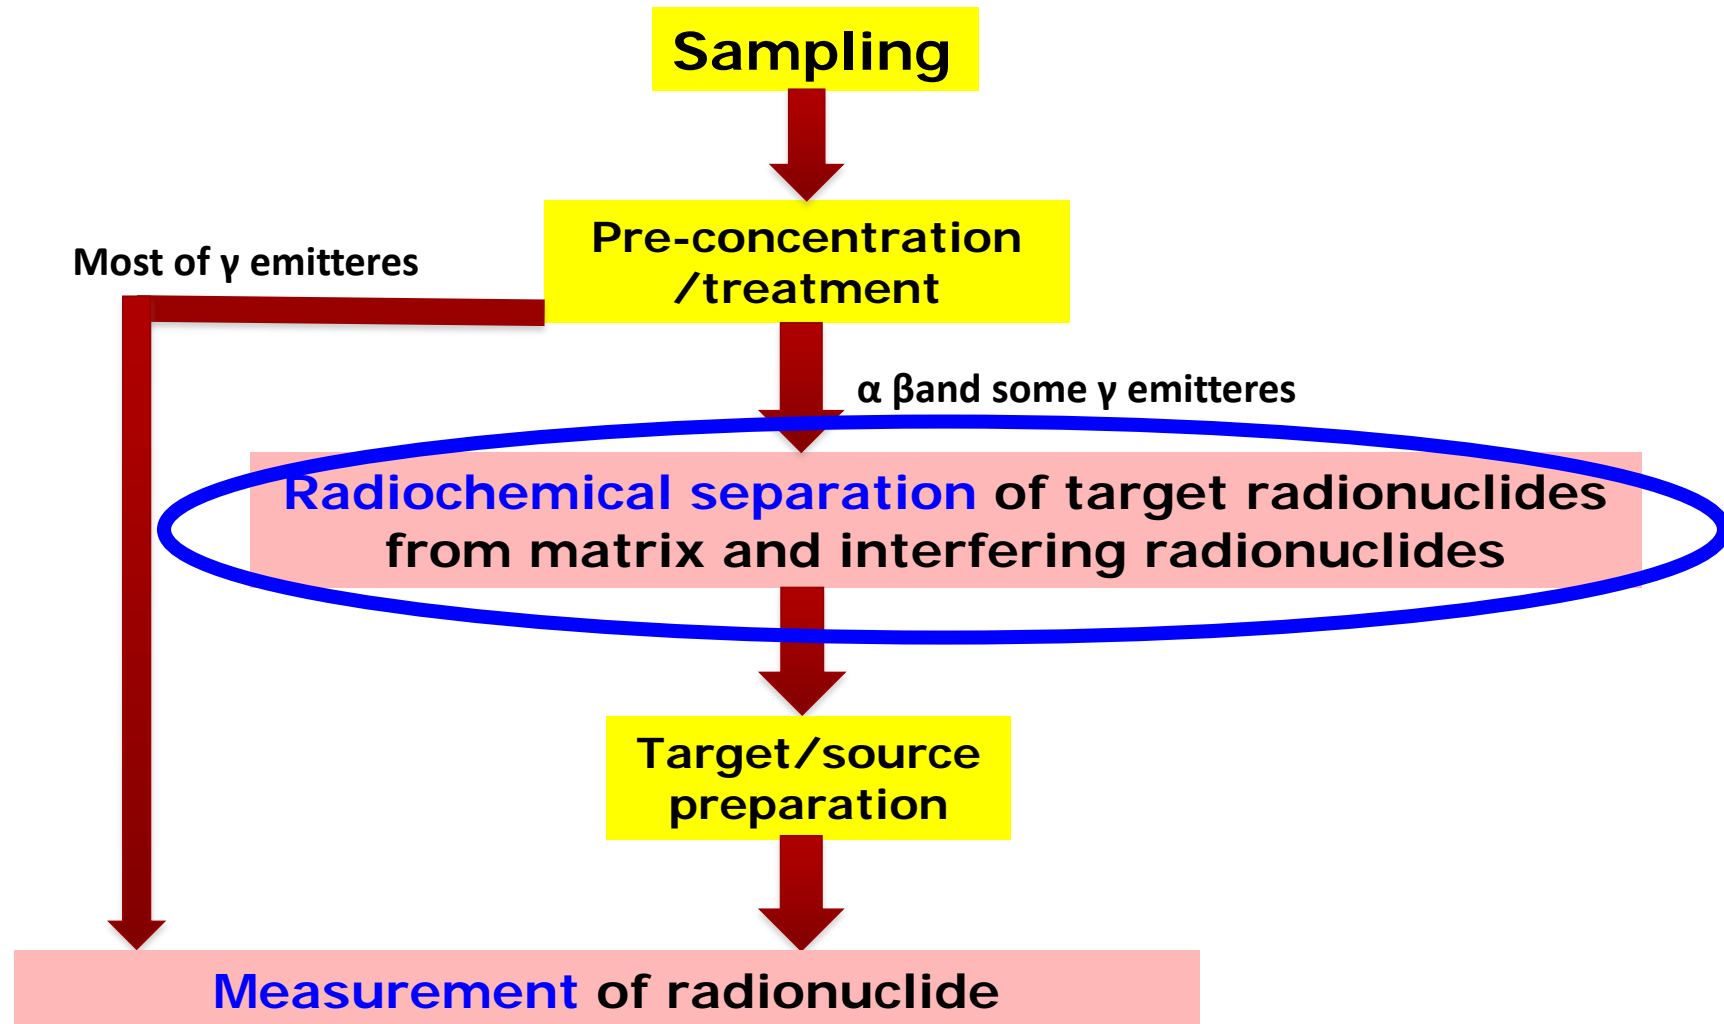 Sampling
Pre-concentration
/treatment
Most of γ emitteres
α βand some γ emitteres
Radiochemical separation of target radionuclides
from matrix and interfering radionuclides
Target/source
preparation
Measurement of radionuclide